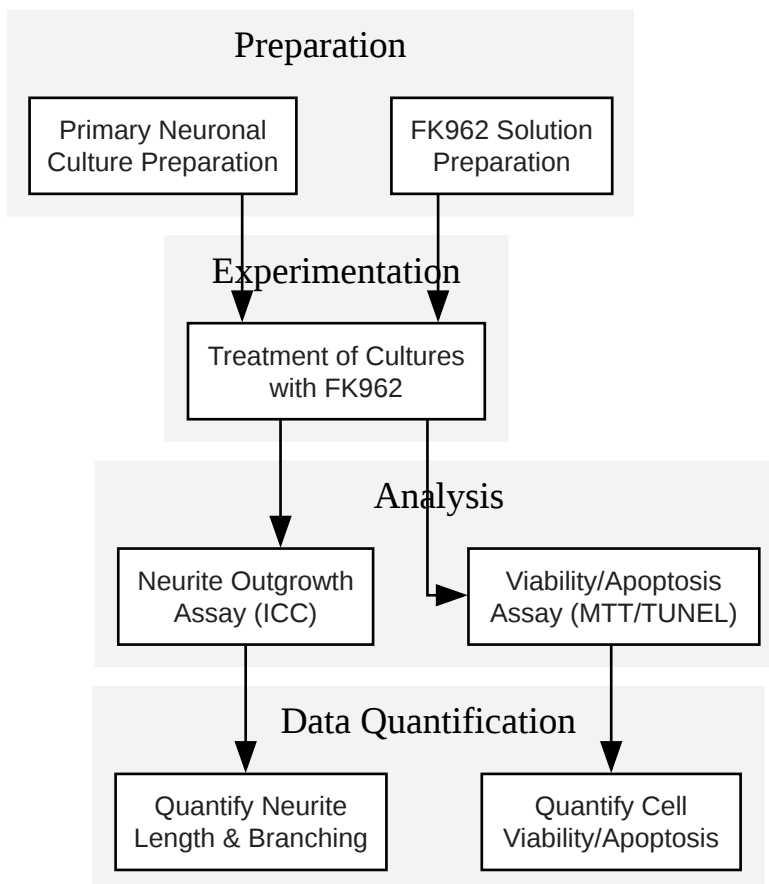 Preparation
Primary Neuronal
Culture Preparation
FK962 Solution
Preparation
Experimentation
Treatment of Cultures
with FK962
Analysis
Neurite Outgrowth
Assay (ICC)
Viability/Apoptosis
Assay (MTT/TUNEL)
Data Quantification
Quantify Neurite
Length & Branching
Quantify Cell
Viability/Apoptosis